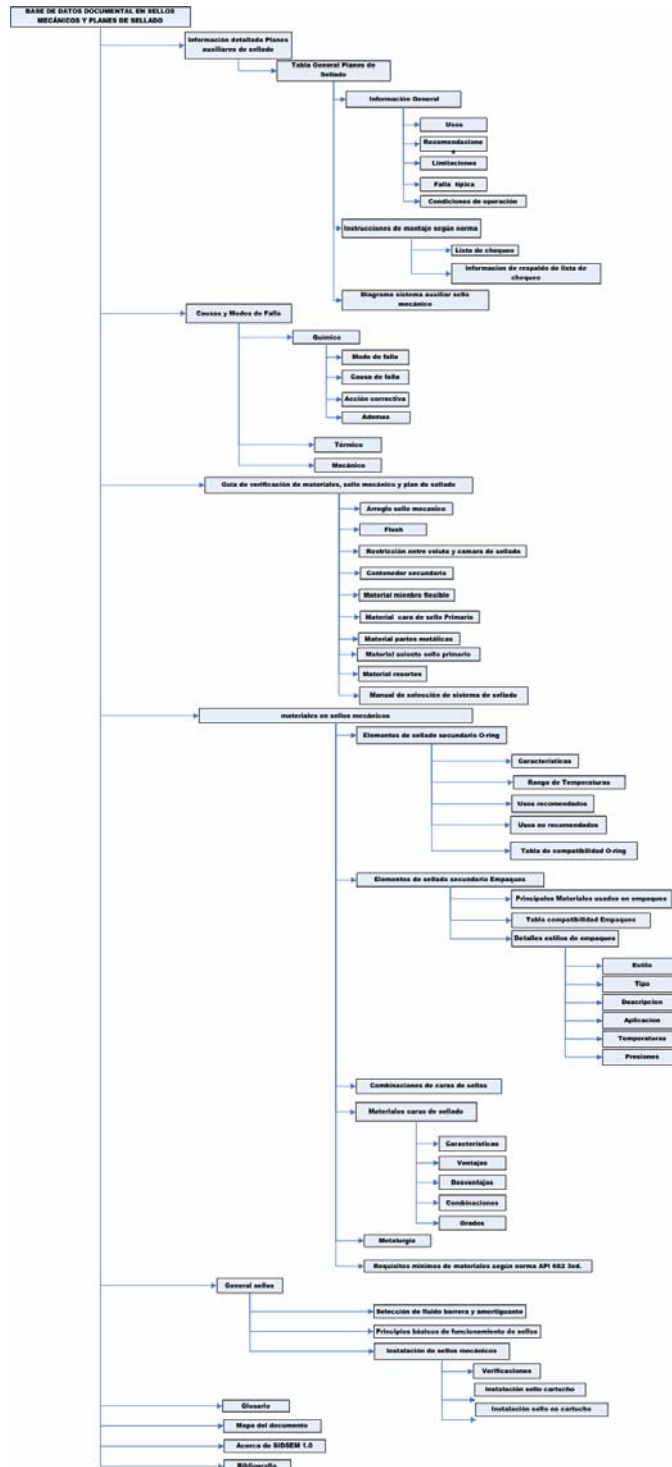 BASE DE DATOS DOCUMENTAL EN SELLOS
MECÁNICOS Y PLANES DE SELLADO
Información detallada Planes
auxiliares de sellado
Tabla General Planes de
Sellado
Información General
Usos
Recomendacione
s
Limitaciones
Falla típica
Condiciones de operación
Instrucciones de montaje según norma
Lista de chequeo
Informacion de respaldo de lista de
chequeo
Diagrama sistema auxiliar sello
mecánico
Causas y Modos de Falla
Químico
Modo de falla
Causa de falla
Acción correctiva
Ademas
Térmico
Mecánico
Guía de verificación de materiales, sello mecánico y plan de sellado
Arreglo sello mecanico
Flush
Restricción entre voluta y camara de sellado
Contenedor secundario
Material miembro flexible
Material cara de sello Primario
Material partes metálicas
Material asiento sello primario
Material resortes
Manual de selección de sistema de sellado
materiales en sellos mecánicos
Elementos de sellado secundario O-ring
Características
Rango de Temperaturas
Usos recomendados
Usos no recomendados
Tabla de compatibilidad O-ring
Elementos de sellado secundario Empaques
Principales Materiales usados en empaques
Tabla compatibilidad Empaques
Detalles estilos de empaques
Estilo
Tipo
Descripcion
Aplicacion
Temperaturas
Presiones
Combinaciones de caras de sellos
Materiales caras de sellado
Características
Ventajas
Desventajas
Combinaciones
Grados
Metalurgia
Requisitos mínimos de materiales según norma API 682 3ed.
General sellos
Selección de fluido barrera y amortiguante
Principios básicos de funcionamiento de sellos
Instalación de sellos mecánicos
Verificaciones
Instalación sello cartucho
Instalación sello no cartucho
Glosario
Mapa del documento
Acerca de SIDSEM 1.0
Bibliografía